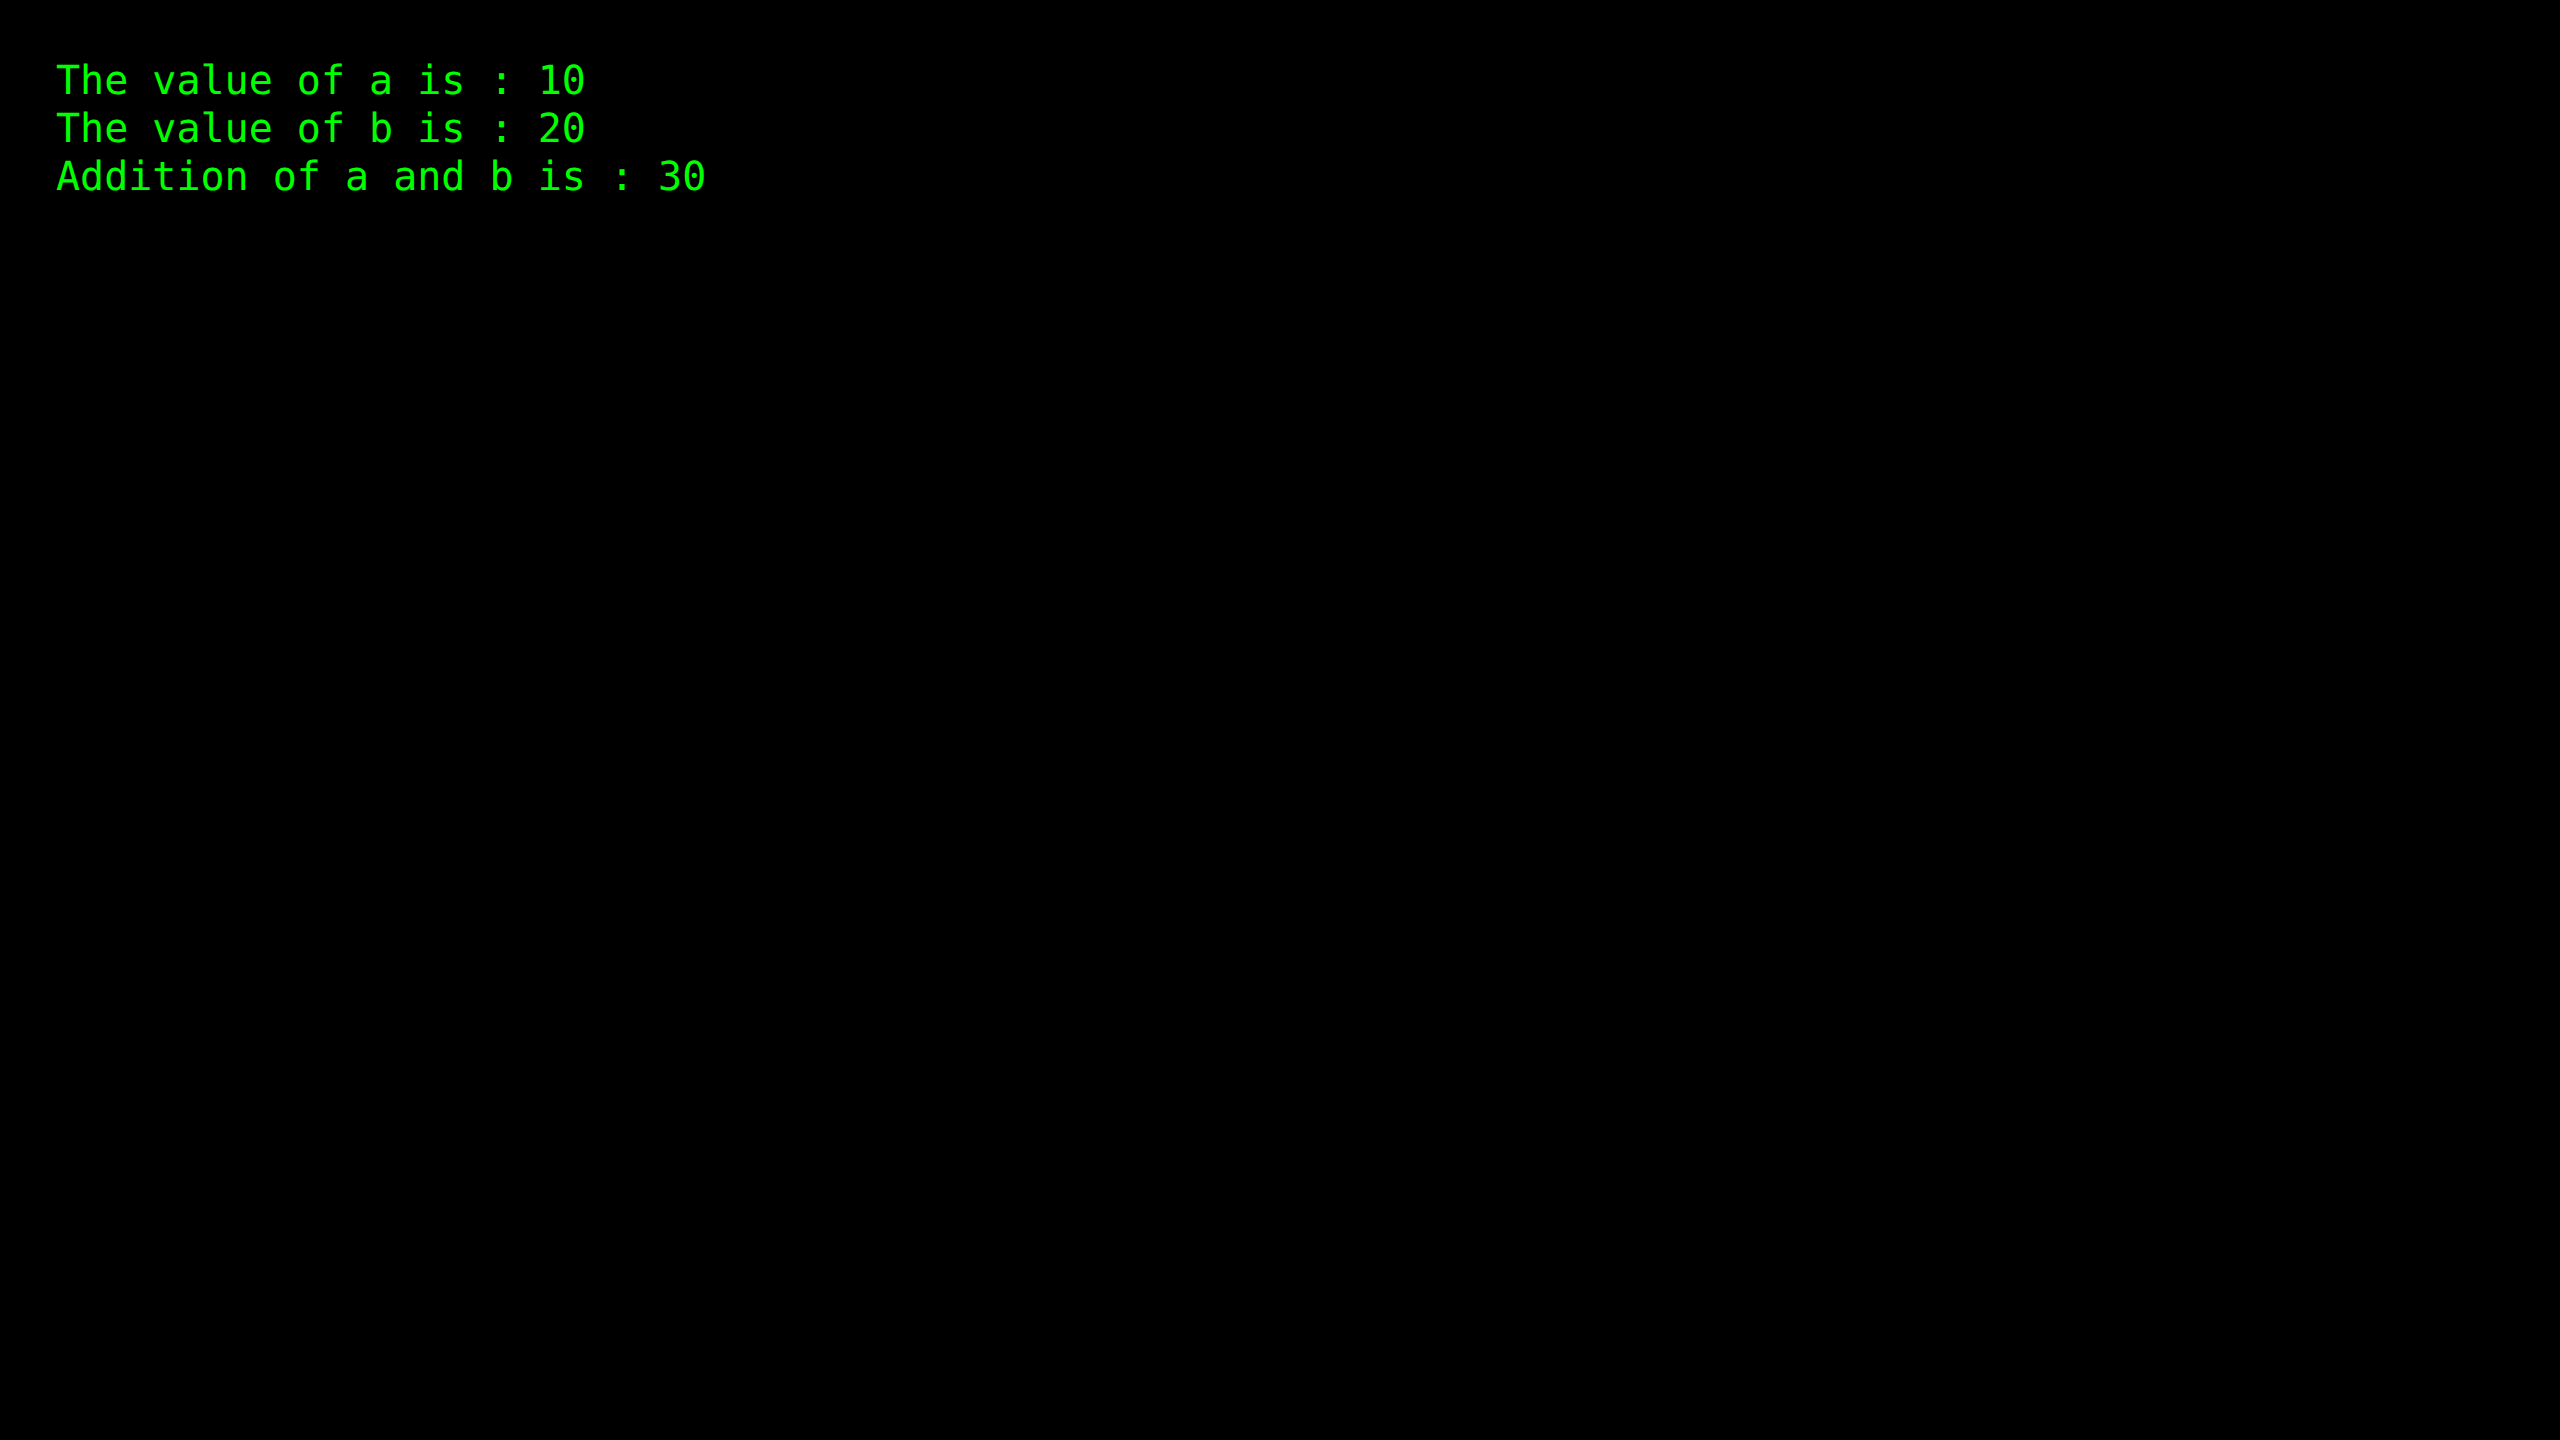 The value of a is : 10
The value of b is : 20
Addition of a and b is : 30